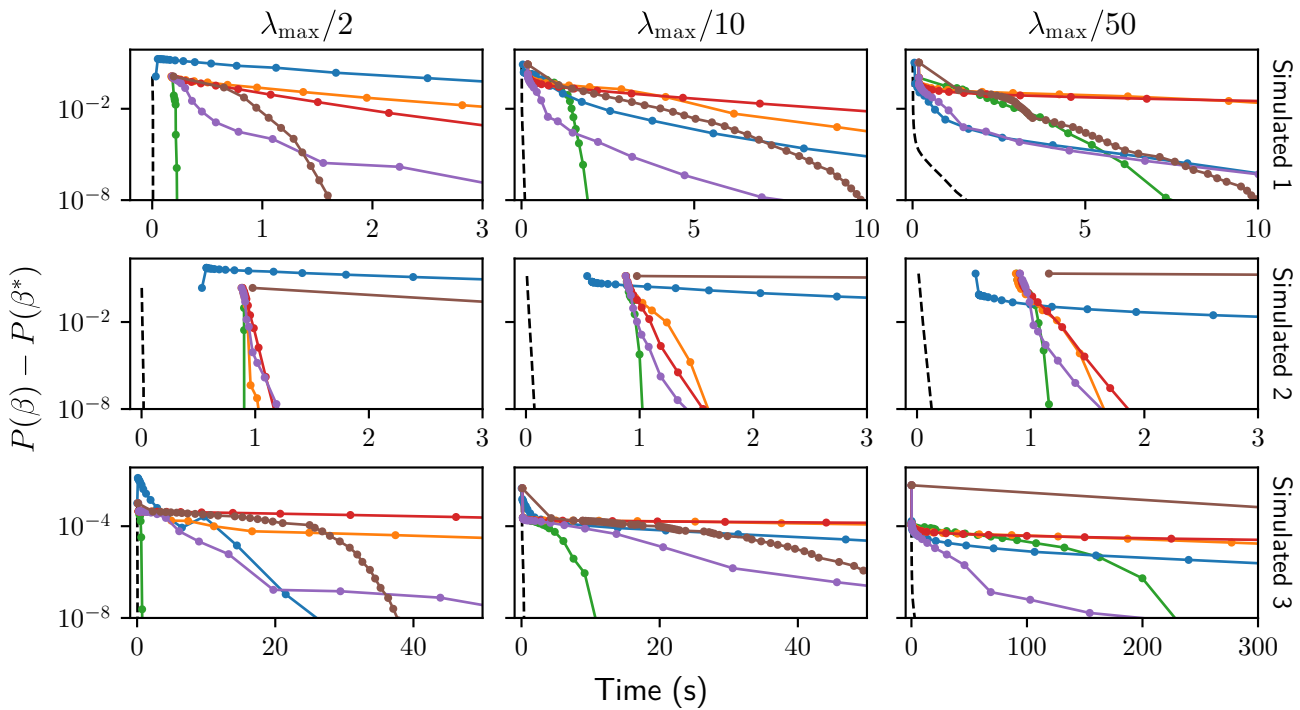 λmax/2 λmax/10 λmax/50
10−2
10−8
0 1 2 3
0 5 10
0 5 10
Simulated 1
P(β) − P(β*)
10−2
10−8
0 1 2 3
0 1 2 3
0 1 2 3
Simulated 2
10−4
10−8
0 20 40
0 20 40
0 100 200 300
Simulated 3
Time (s)